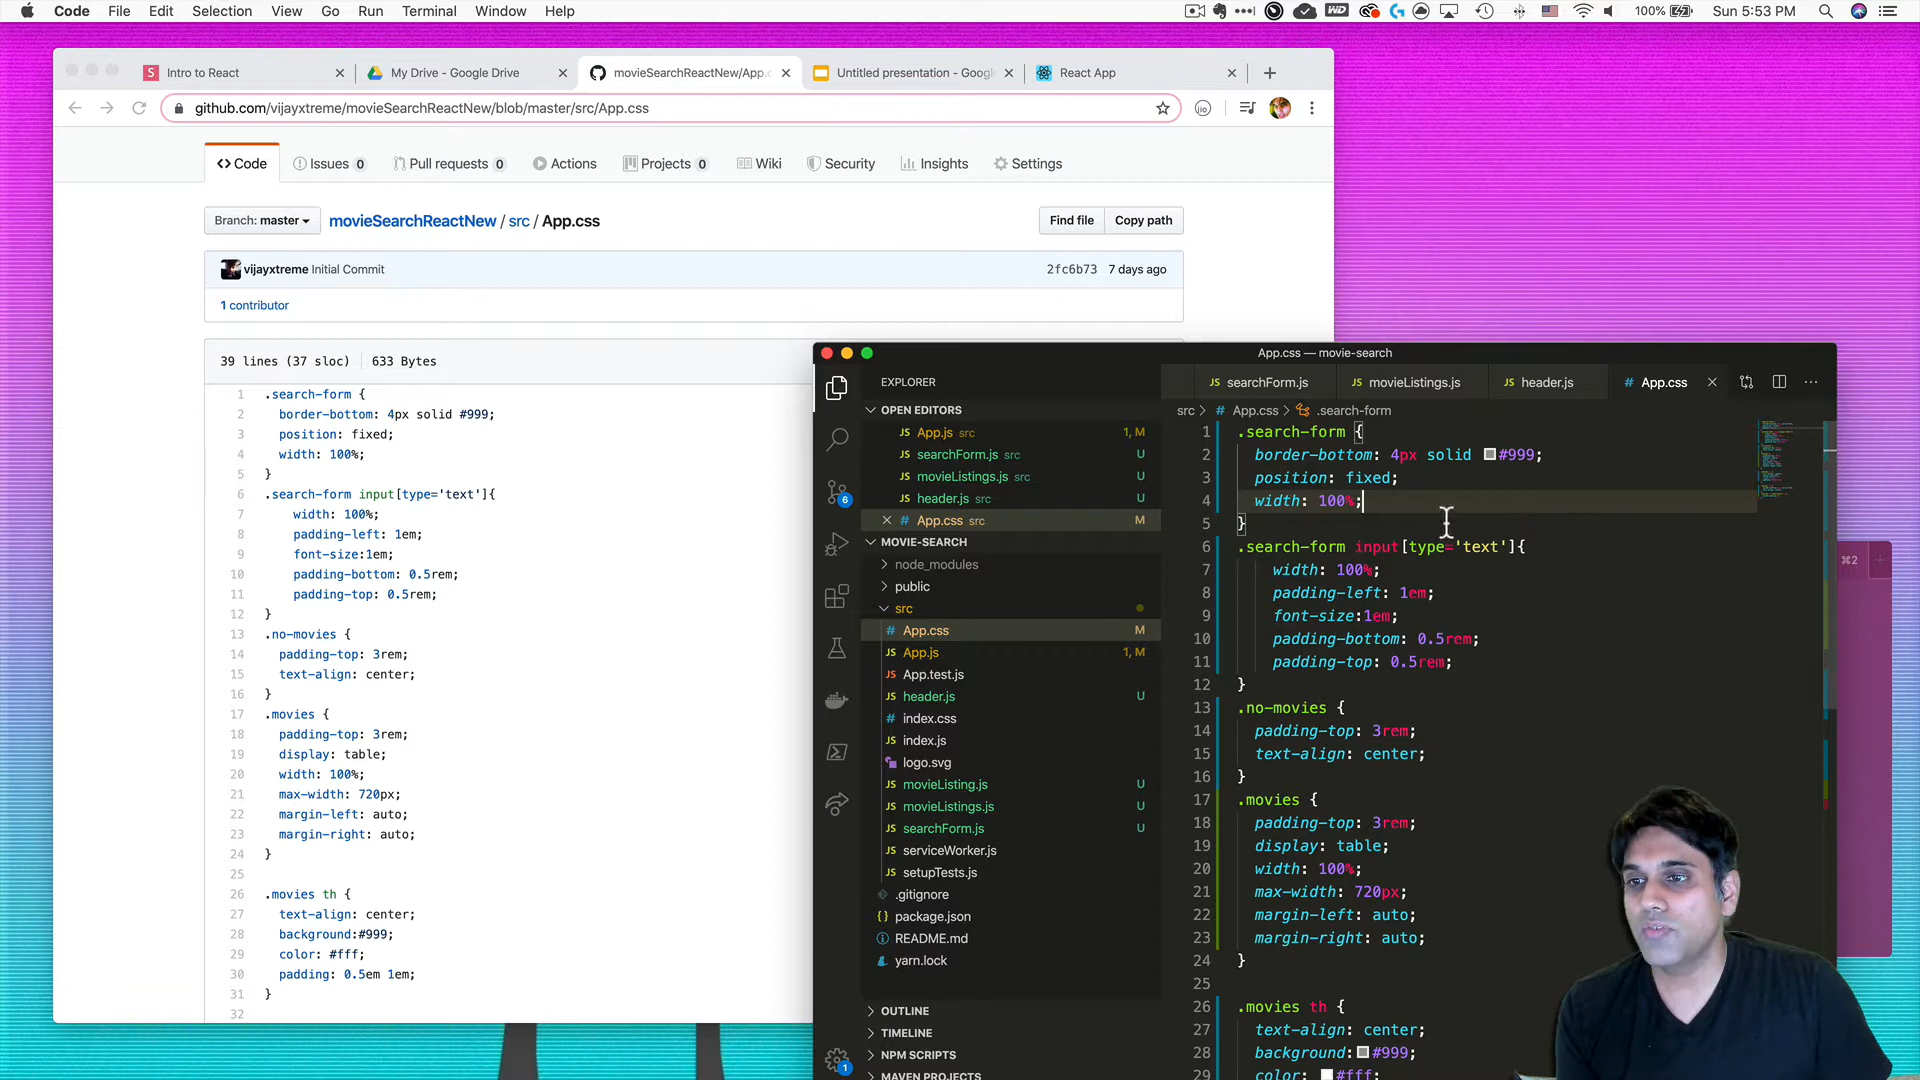 Code File Edit Selection View Go Run Terminal Window Help
100% Sun 5:53 PM
Intro to React
My Drive - Google Drive
movieSearchReactNew/App.c
Untitled presentation - Goog
React App
github.com/vijayxtreme/movieSearchReactNew/blob/master/src/App.css
Code Issues 0 Pull requests 0 Actions Projects 0 Wiki Security Insights Settings
Branch: master movieSearchReactNew / src / App.css Find file Copy path
vijayxtreme Initial Commit 2fc6b73 7 days ago
1 contributor
39 lines (37 sloc) 633 Bytes
1 .search-form {
2 border-bottom: 4px solid #999;
3 position: fixed;
4 width: 100%;
5 }
6 .search-form input[type='text']{
7 width: 100%;
8 padding-left: 1em;
9 font-size:1em;
10 padding-bottom: 0.5rem;
11 padding-top: 0.5rem;
12 }
13 .no-movies {
14 padding-top: 3rem;
15 text-align: center;
16 }
17 .movies {
18 padding-top: 3rem;
19 display: table;
20 width: 100%;
21 max-width: 720px;
22 margin-left: auto;
23 margin-right: auto;
24 }
25
26 .movies th {
27 text-align: center;
28 background:#999;
29 color: #fff;
30 padding: 0.5em 1em;
31 }
32
App.css — movie-search
EXPLORER
OPEN EDITORS
App.js src 1, M
searchForm.js src U
movieListings.js src U
header.js src U
App.css src M
MOVIE-SEARCH
node_modules
public
src
App.css M
App.js 1, M
App.test.js
header.js U
index.css
index.js
logo.svg
movieListing.js U
movieListings.js U
searchForm.js U
serviceWorker.js
setupTests.js
.gitignore
package.json
README.md
yarn.lock
OUTLINE
TIMELINE
NPM SCRIPTS
MAVEN PROJECTS
6
1
searchForm.js movieListings.js header.js App.css
src > App.css > .search-form
1 .search-form {
2 border-bottom: 4px solid #999;
3 position: fixed;
4 width: 100%;
5 }
6 .search-form input[type='text']{
7 width: 100%;
8 padding-left: 1em;
9 font-size:1em;
10 padding-bottom: 0.5rem;
11 padding-top: 0.5rem;
12 }
13 .no-movies {
14 padding-top: 3rem;
15 text-align: center;
16 }
17 .movies {
18 padding-top: 3rem;
19 display: table;
20 width: 100%;
21 max-width: 720px;
22 margin-left: auto;
23 margin-right: auto;
24 }
25
26 .movies th {
27 text-align: center;
28 background:#999;
29 color: #fff;
⌘2